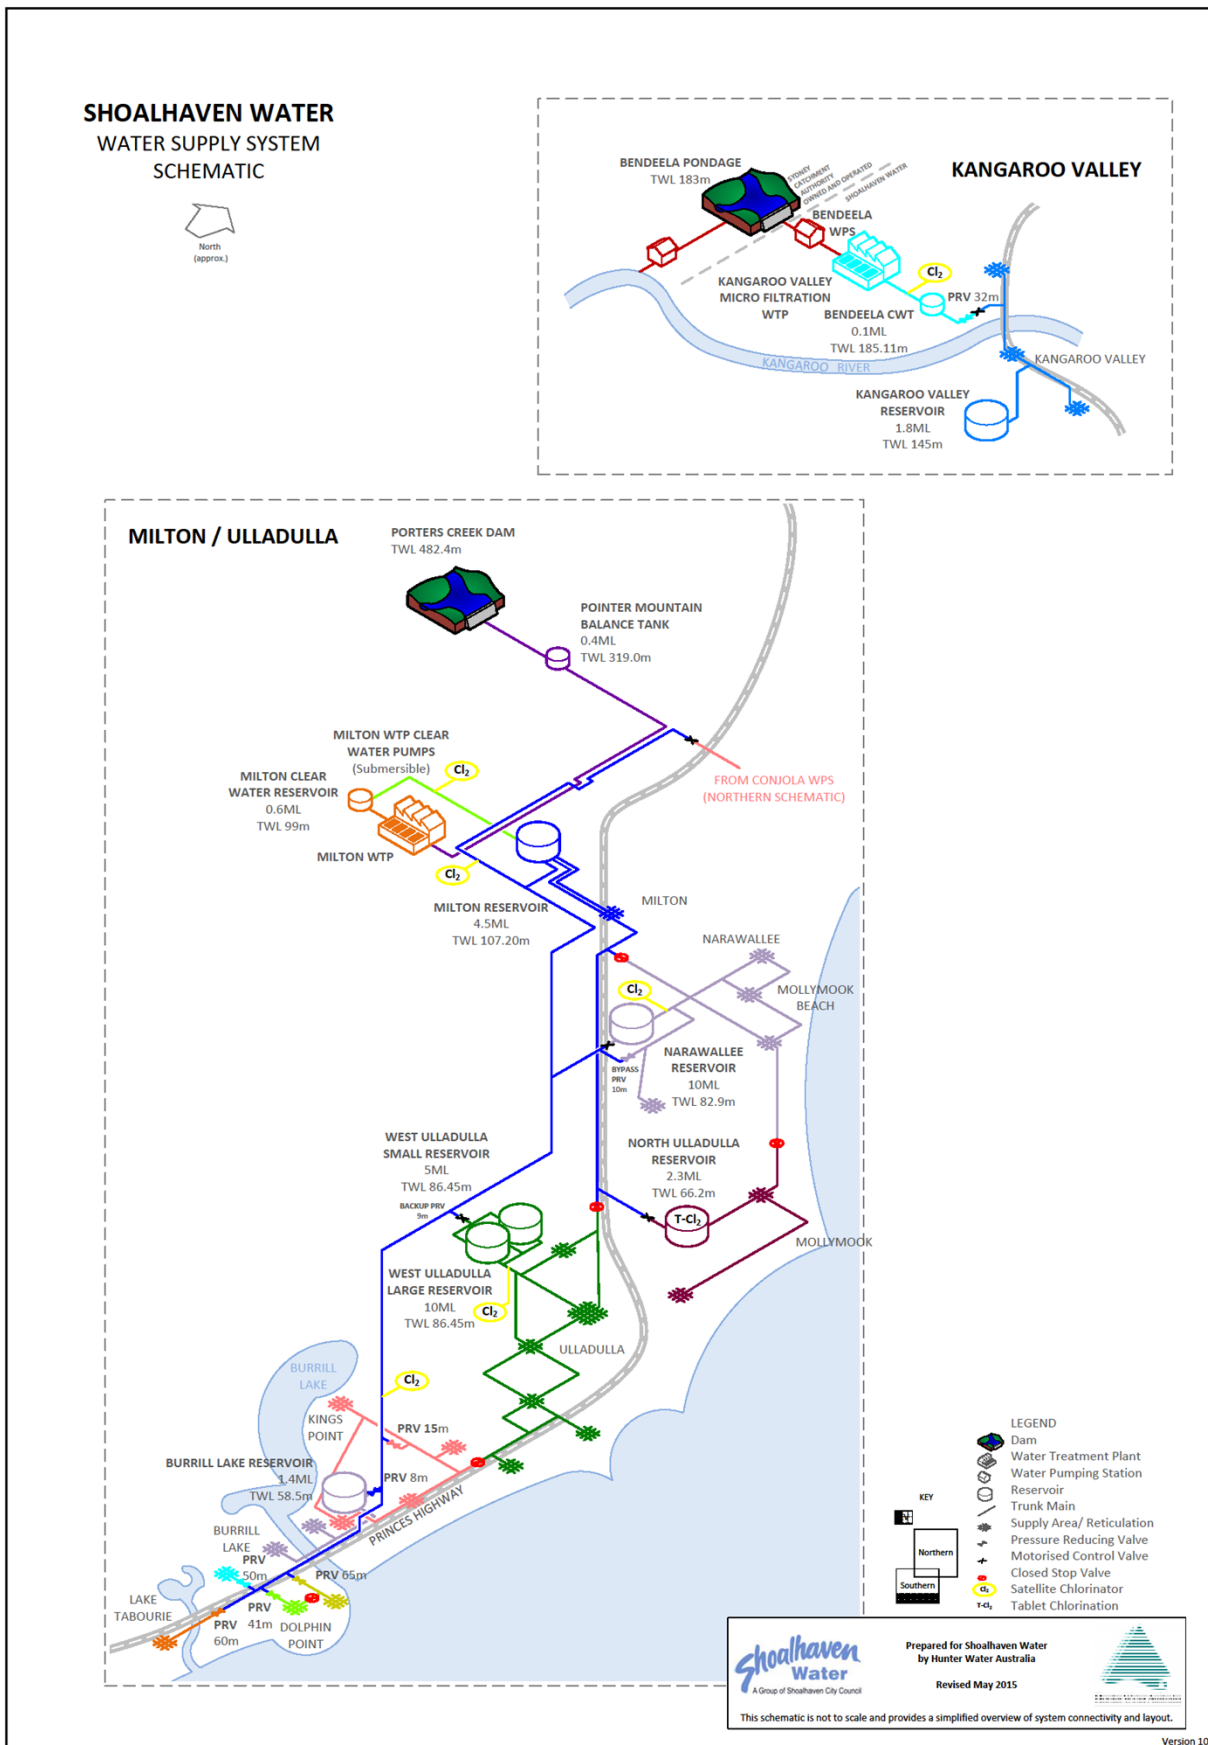 SHOALHAVEN WATER
WATER SUPPLY SYSTEM
SCHEMATIC
North
(approx.)
KANGAROO VALLEY
BENDEELA PONDAGE
TWL 183m
SYDNEY
CATCHMENT
AUTHORITY
OWNED AND OPERATED
SHOALHAVEN WATER
BENDEELA
WPS
KANGAROO VALLEY
MICRO FILTRATION
WTP
Cl2
PRV 32m
BENDEELA CWT
0.1ML
TWL 185.11m
KANGAROO RIVER
KANGAROO VALLEY
KANGAROO VALLEY
RESERVOIR
1.8ML
TWL 145m
MILTON / ULLADULLA
PORTERS CREEK DAM
TWL 482.4m
POINTER MOUNTAIN
BALANCE TANK
0.4ML
TWL 319.0m
MILTON WTP CLEAR
WATER PUMPS
(Submersible)
Cl2
FROM CONJOLA WPS
(NORTHERN SCHEMATIC)
MILTON CLEAR
WATER RESERVOIR
0.6ML
TWL 99m
MILTON WTP
Cl2
MILTON RESERVOIR
4.5ML
TWL 107.20m
MILTON
NARAWALLEE
MOLLYMOOK
BEACH
Cl2
BYPASS
PRV
10m
NARAWALLEE
RESERVOIR
10ML
TWL 82.9m
WEST ULLADULLA
SMALL RESERVOIR
5ML
TWL 86.45m
BACKUP PRV
9m
NORTH ULLADULLA
RESERVOIR
2.3ML
TWL 66.2m
T-Cl2
MOLLYMOOK
WEST ULLADULLA
LARGE RESERVOIR
10ML
TWL 86.45m
Cl2
ULLADULLA
BURRILL
LAKE
Cl2
KINGS
POINT
PRV 15m
BURRILL LAKE RESERVOIR
1.4ML
TWL 58.5m
PRV 8m
PRINCES HIGHWAY
BURRILL
LAKE
PRV
50m
PRV 65m
LAKE
TABOURIE
PRV
41m
PRV
60m
DOLPHIN
POINT
LEGEND
Dam
Water Treatment Plant
Water Pumping Station
Reservoir
Trunk Main
Supply Area/ Reticulation
Pressure Reducing Valve
Motorised Control Valve
Closed Stop Valve
Cl2 Satellite Chlorinator
T-Cl2 Tablet Chlorination
KEY
Northern
Southern
Shoalhaven
Water
A Group of Shoalhaven City Council
Prepared for Shoalhaven Water
by Hunter Water Australia
Revised May 2015
This schematic is not to scale and provides a simplified overview of system connectivity and layout.
Version 10